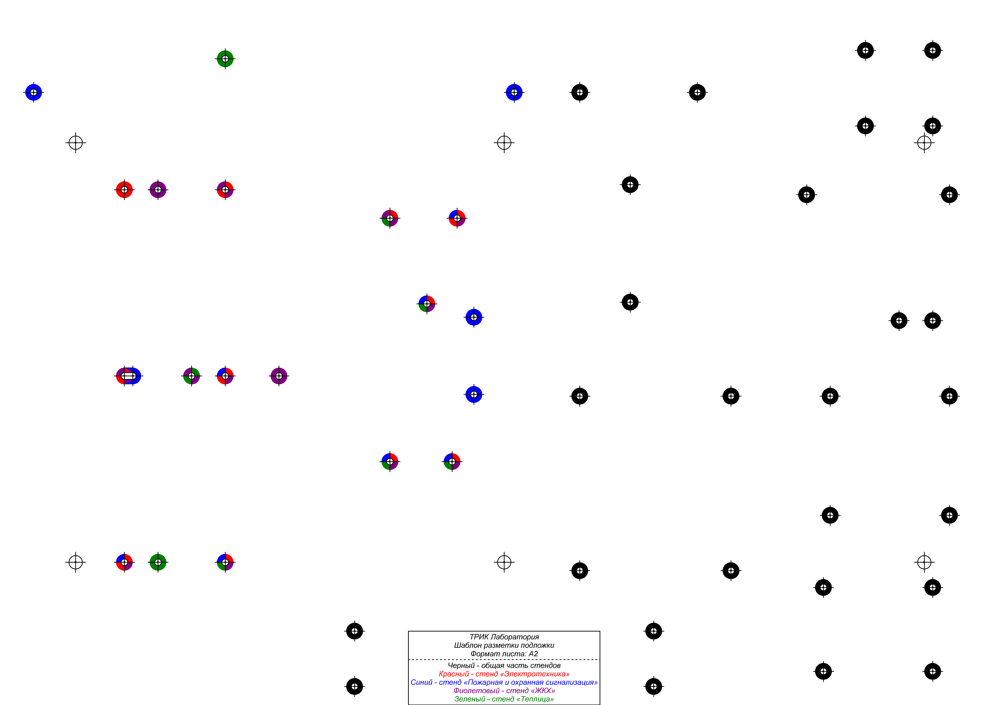 ТРИК Лаборатория
Шаблон разметки подложки
Формат листа: А2
Черный - общая часть стендов
Красный - стенд «Электротехника»
Синий - стенд «Пожарная и охранная сигнализация»
Фиолетовый - стенд «ЖКХ»
Зеленый - стенд «Теплица»